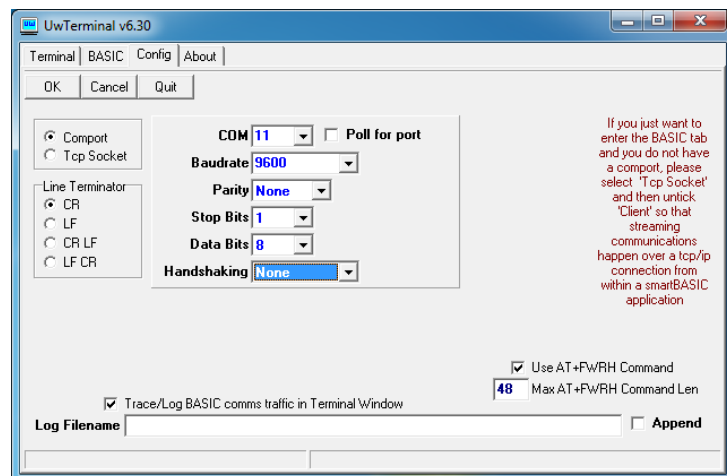 UwTerminal v6.30
Terminal BASIC Config About
OK Cancel Quit
Comport
Tcp Socket
Line Terminator
CR
LF
CR LF
LF CR
COM 11 Poll for port
Baudrate 9600
Parity None
Stop Bits 1
Data Bits 8
Handshaking None
If you just want to
enter the BASIC tab
and you do not have
a comport, please
select 'Tcp Socket'
and then untick
'Client' so that
streaming
communications
happen over a tcp/ip
connection from
within a smartBASIC
application
Use AT+FWRH Command
48 Max AT+FWRH Command Len
Trace/Log BASIC comms traffic in Terminal Window
Log Filename Append